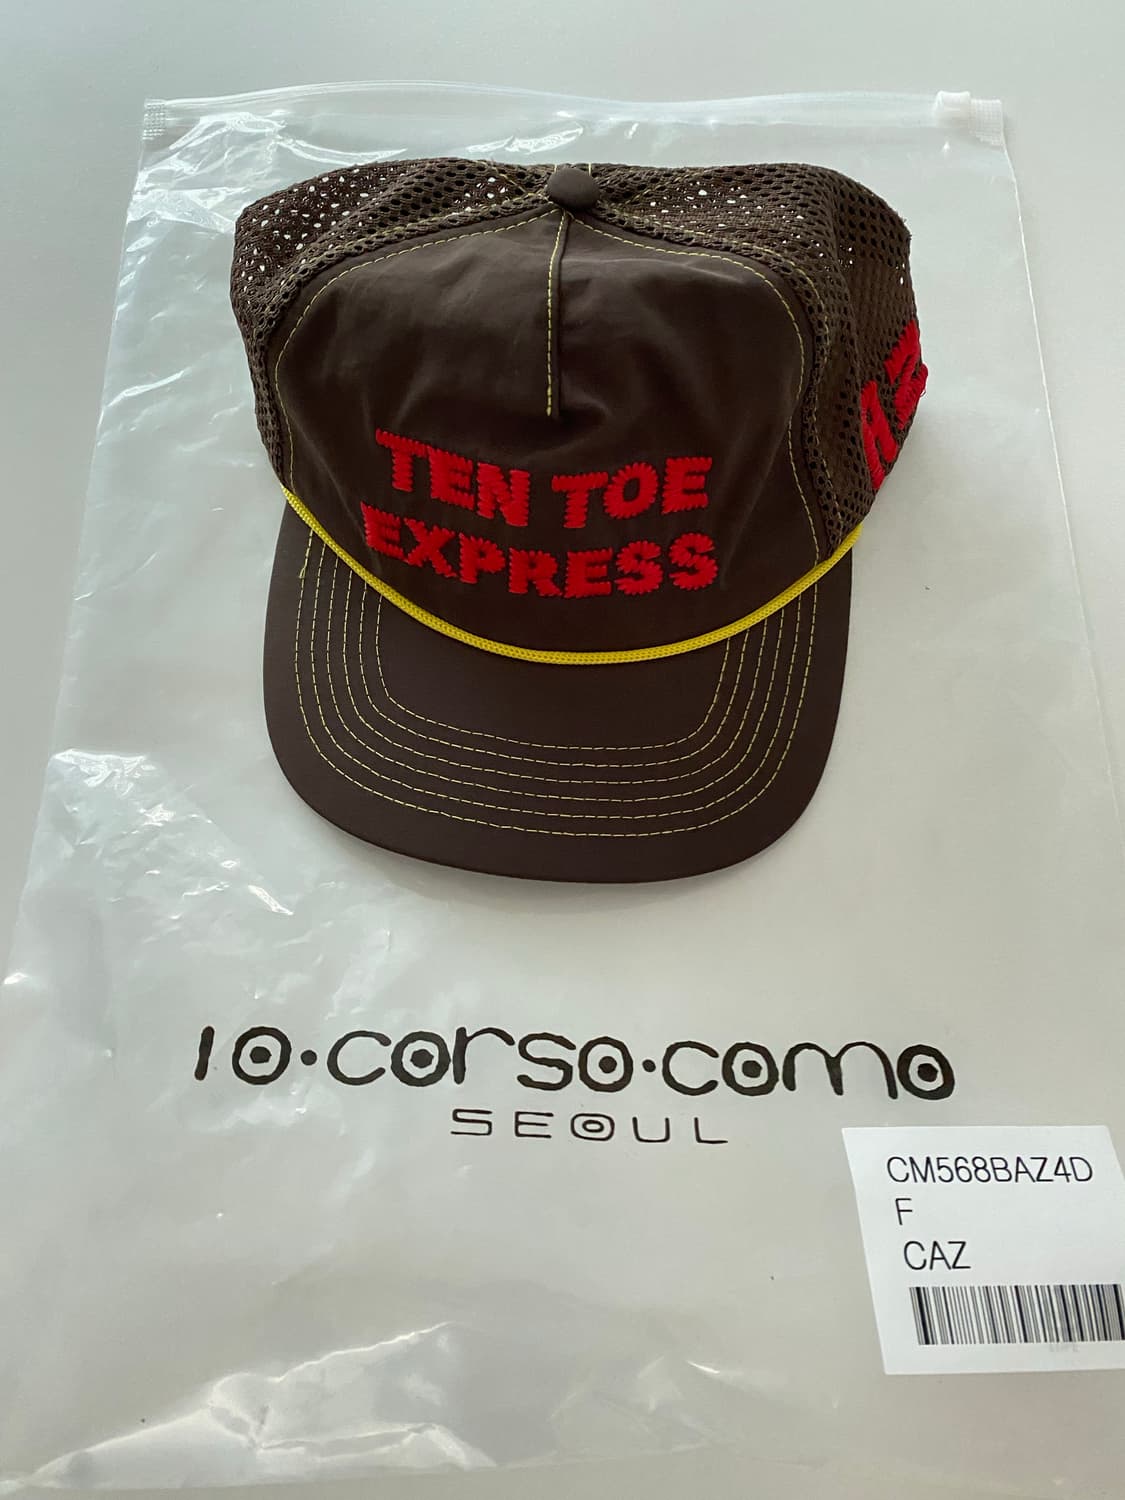 TEN TOE
EXPRESS
10·corso·como
SEOUL
CM568BAZ4D
F
CAZ